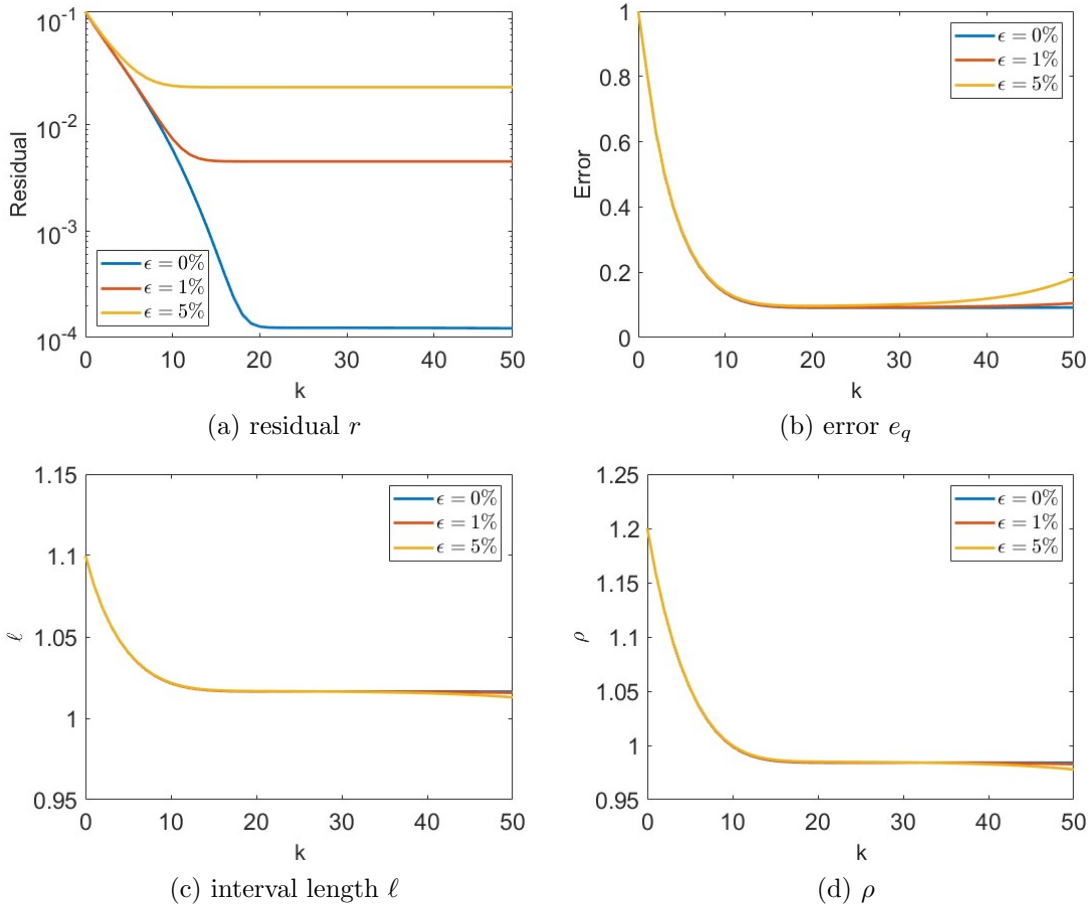 10^{-1}
10^{-2}
10^{-3}
10^{-4}
Residual
ϵ = 0%
ϵ = 1%
ϵ = 5%
0 10 20 30 40 50
k
(a) residual r
1
0.8
0.6
0.4
0.2
0
Error
ϵ = 0%
ϵ = 1%
ϵ = 5%
0 10 20 30 40 50
k
(b) error e_q
1.15
1.1
1.05
1
0.95
ℓ
ϵ = 0%
ϵ = 1%
ϵ = 5%
0 10 20 30 40 50
k
(c) interval length ℓ
1.25
1.2
1.15
1.1
1.05
1
0.95
ρ
ϵ = 0%
ϵ = 1%
ϵ = 5%
0 10 20 30 40 50
k
(d) ρ